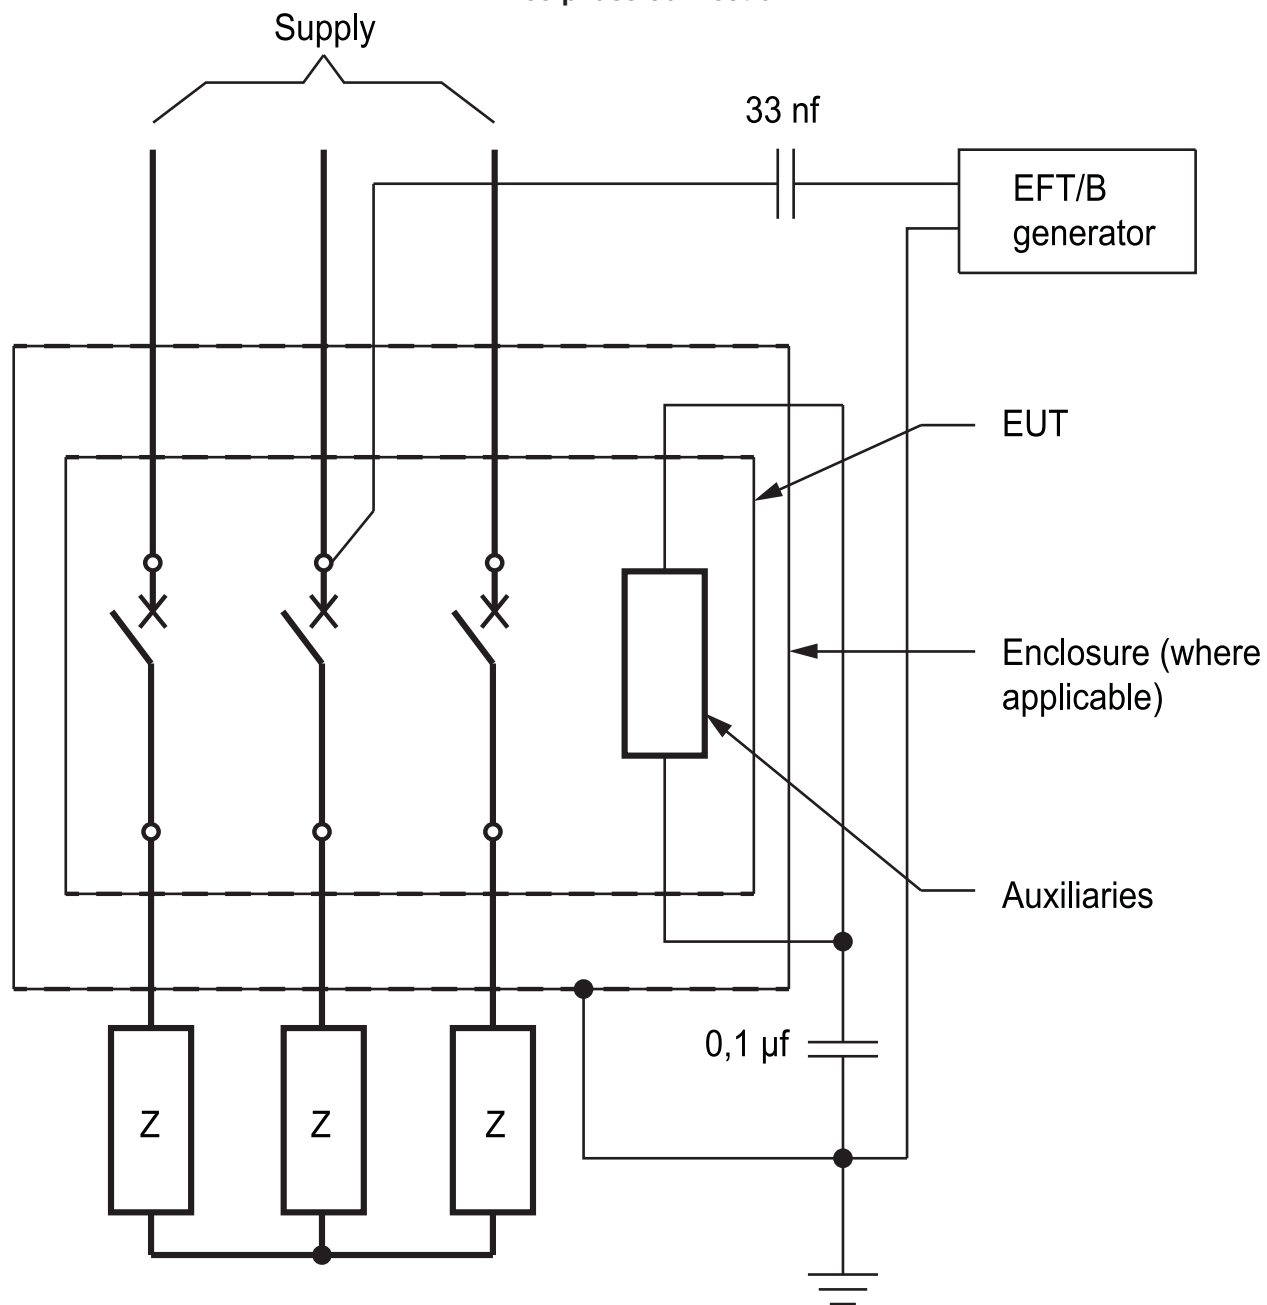 Supply
33 nf
EFT/B
generator
EUT
Enclosure (where
applicable)
Auxiliaries
0,1 µf
Z
Z
Z